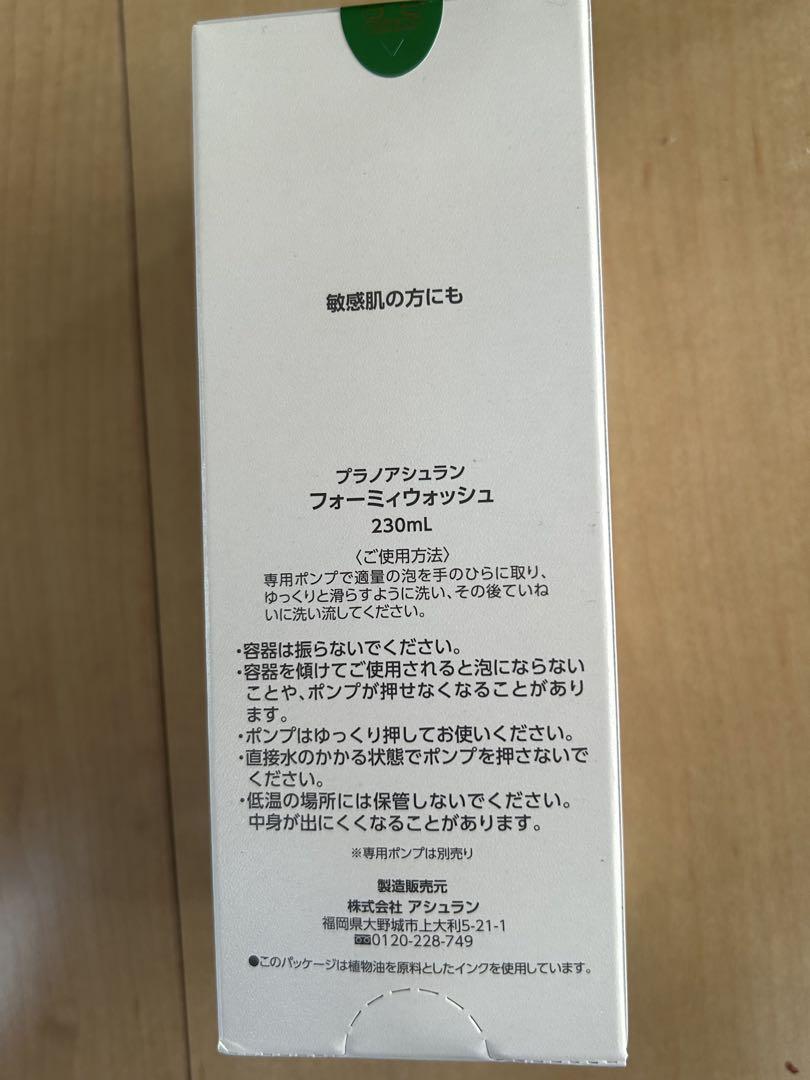 敏感肌の方にも
プラノアシュラン
フォーミィウォッシュ
230mL
〈ご使用方法〉
専用ポンプで適量の泡を手のひらに取り、
ゆっくりと滑らすように洗い、その後ていね
いに洗い流してください。
・容器は振らないでください。
・容器を傾けてご使用されると泡にならない
ことや、ポンプが押せなくなることがあり
ます。
・ポンプはゆっくり押してお使いください。
・直接水のかかる状態でポンプを押さないで
ください。
・低温の場所には保管しないでください。
中身が出にくくなることがあります。
※専用ポンプは別売り
製造販売元
株式会社 アシュラン
福岡県大野城市上大利5-21-1
0120-228-749
●このパッケージは植物油を原料としたインクを使用しています。